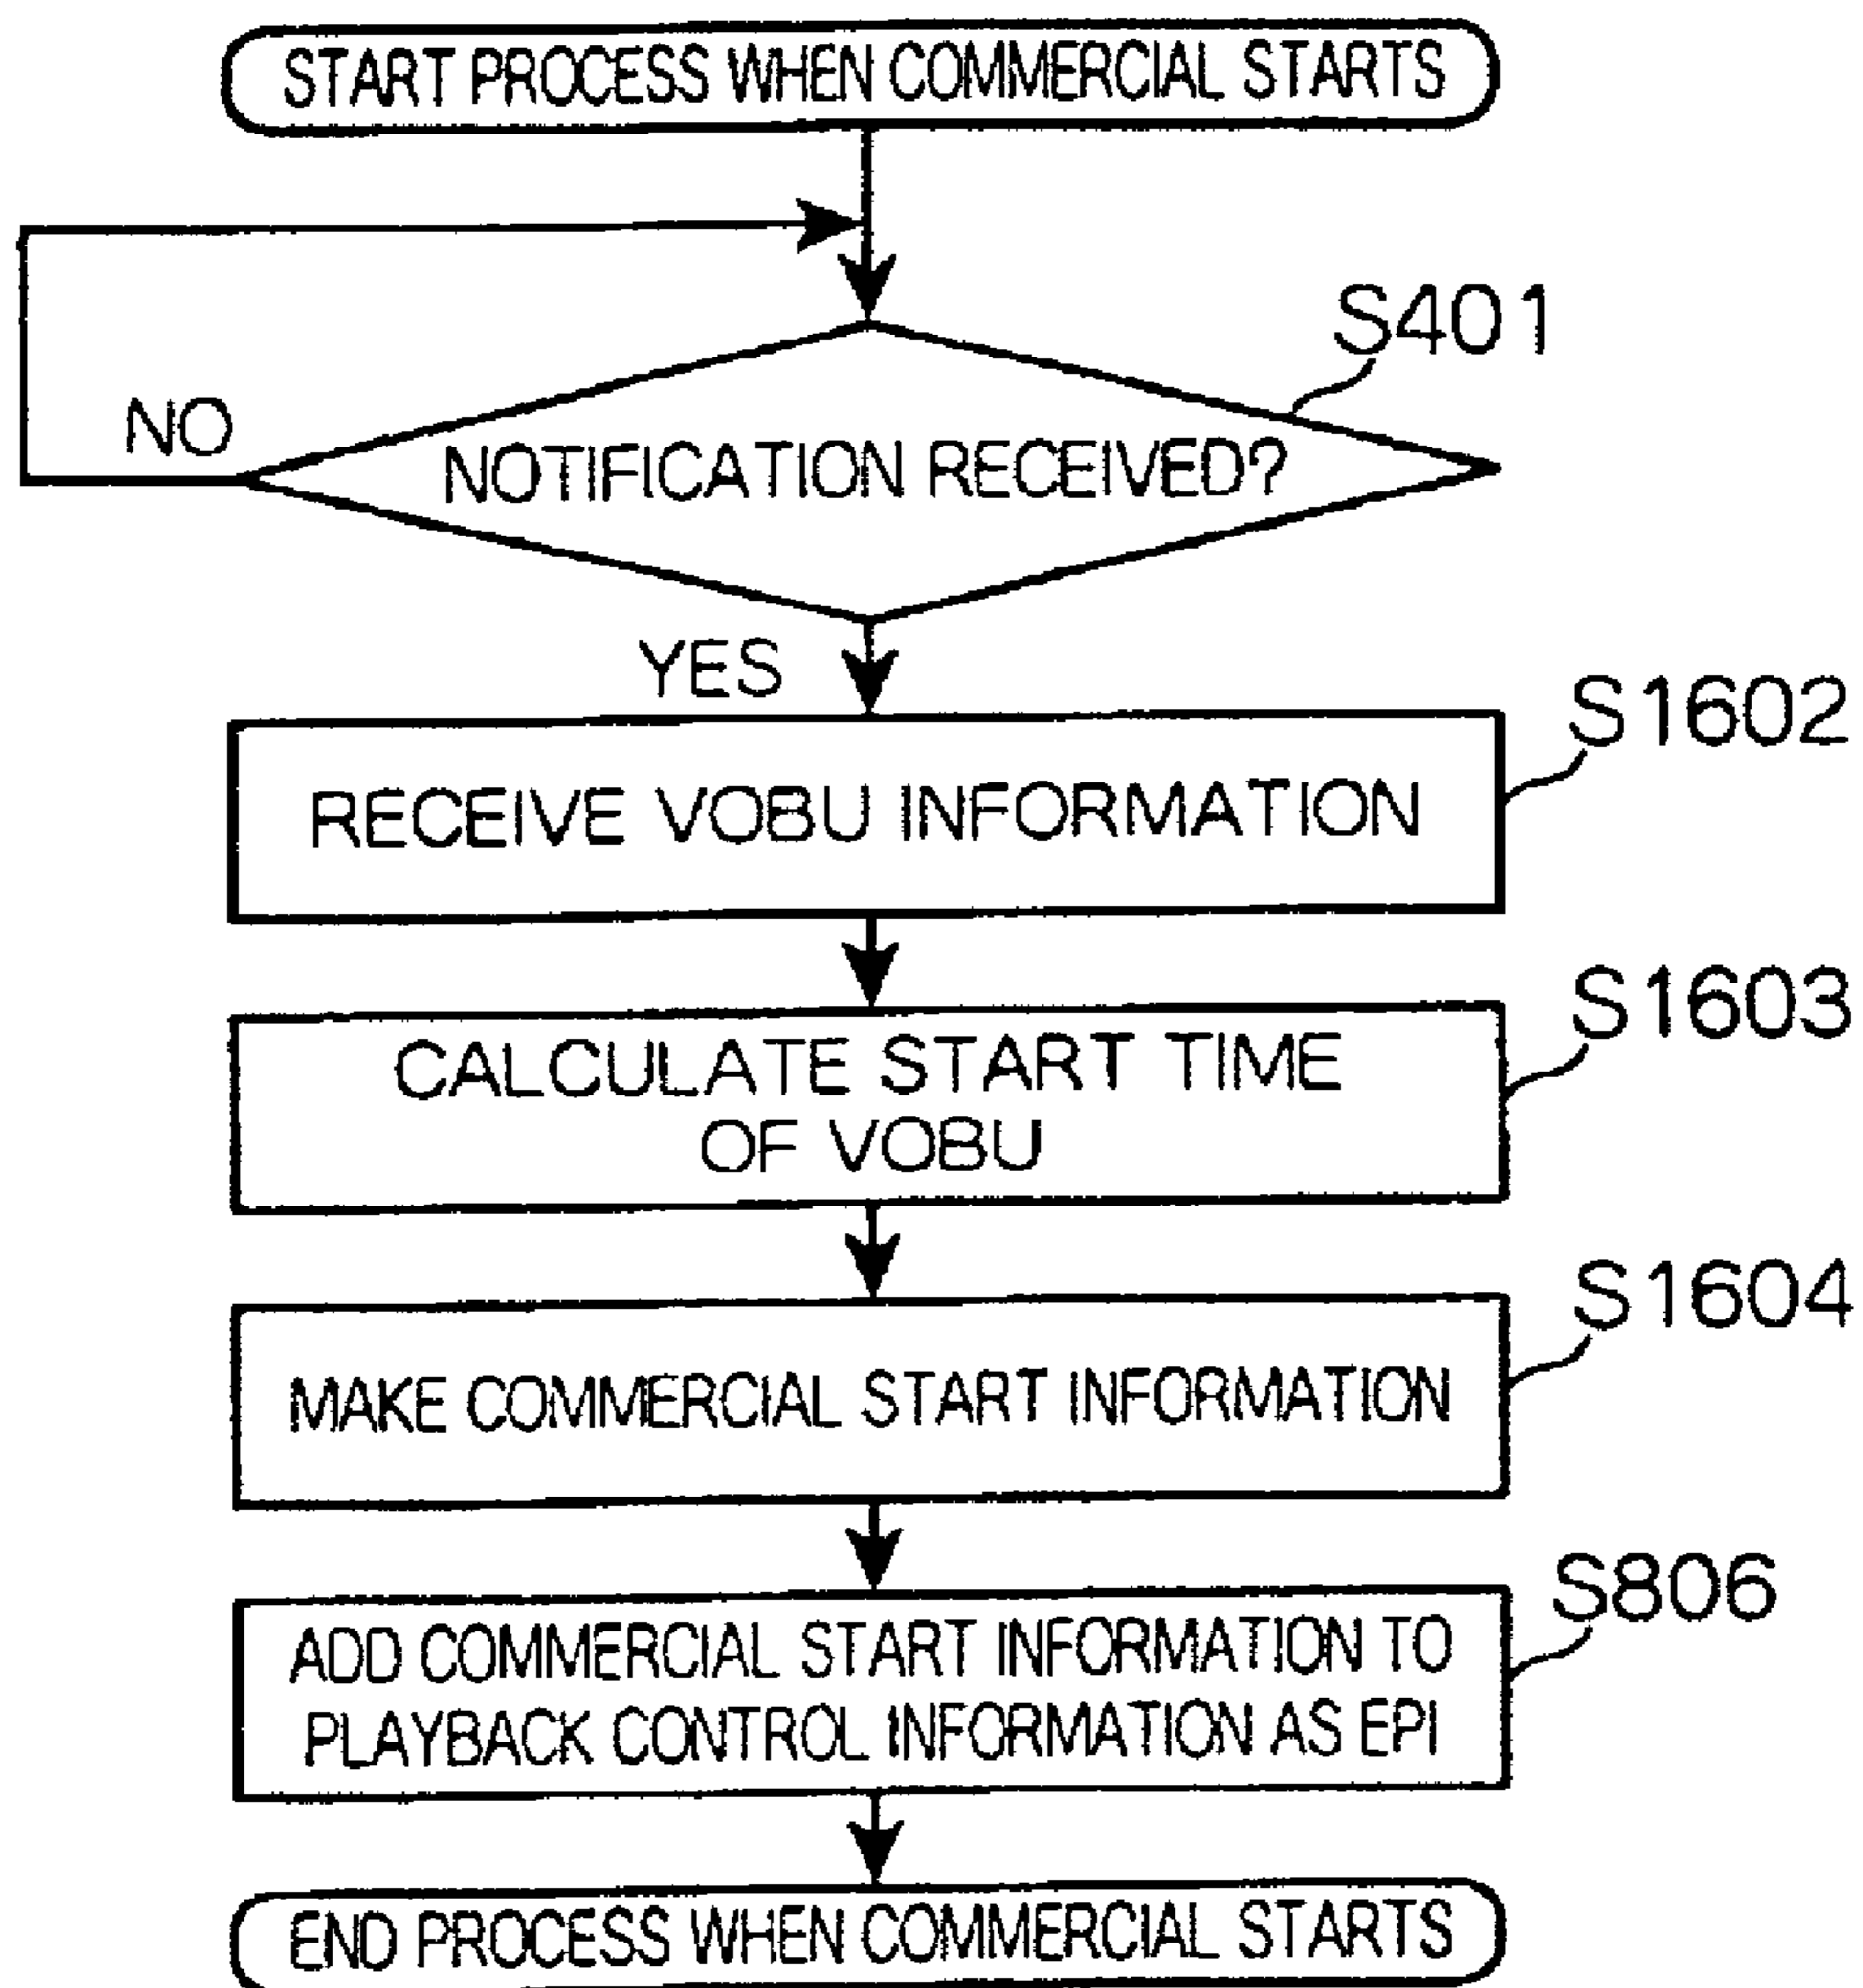 START PROCESS WHEN COMMERCIAL STARTS
S401
NO
NOTIFICATION RECEIVED?
YES
S1602
RECEIVE VOBU INFORMATION
S1603
CALCULATE START TIME
OF VOBU
S1604
MAKE COMMERCIAL START INFORMATION
S806
ADD COMMERCIAL START INFORMATION TO
PLAYBACK CONTROL INFORMATION AS EPI
END PROCESS WHEN COMMERCIAL STARTS